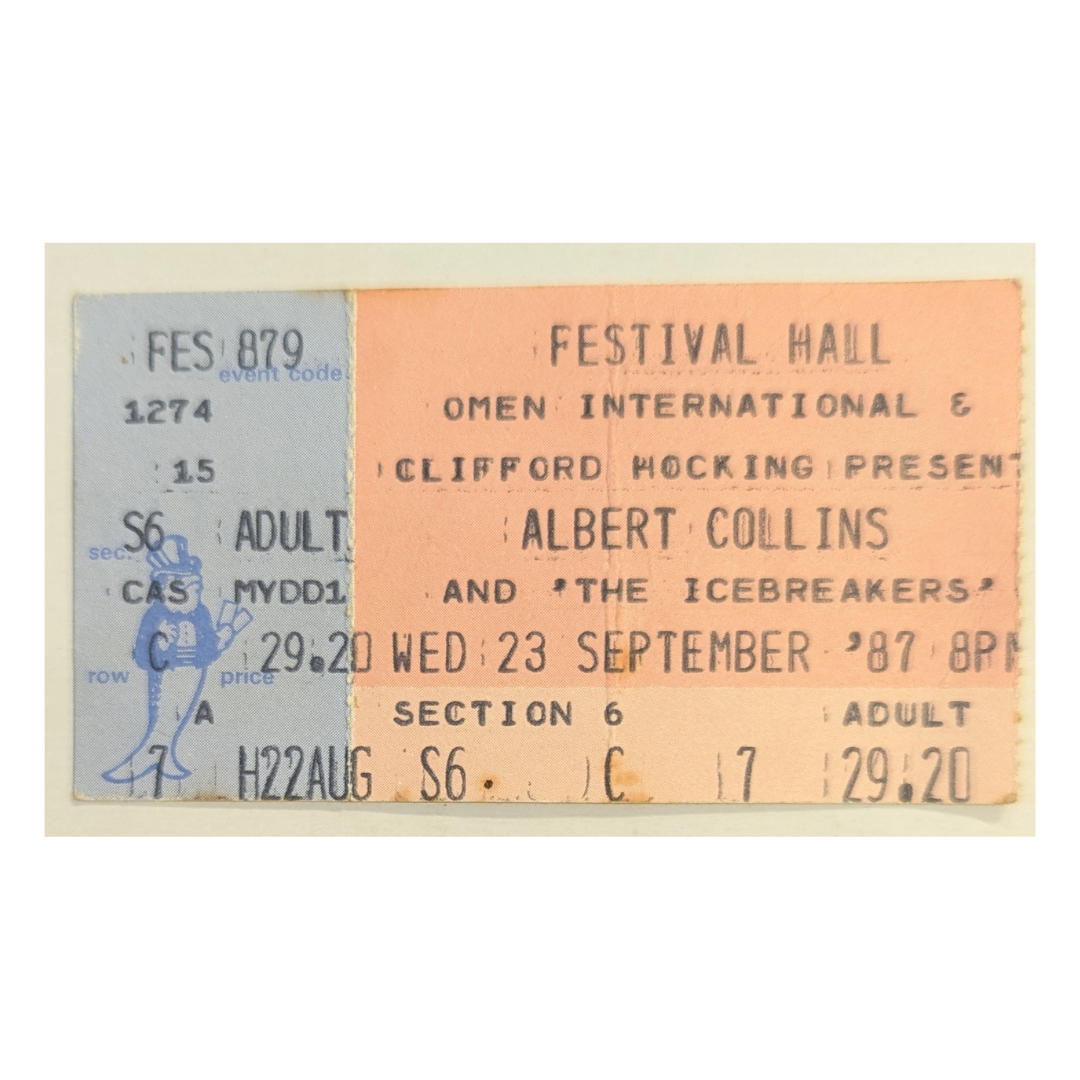 FES 879
event code
1274
15
S6 ADULT
sec.
CAS MYDD1
C 29.20
row price
A
7 H22AUG
FESTIVAL HALL
OMEN INTERNATIONAL &
CLIFFORD HOCKING PRESENT
ALBERT COLLINS
AND 'THE ICEBREAKERS'
WED 23 SEPTEMBER '87 8PM
SECTION 6 ADULT
S6 C 7 29.20